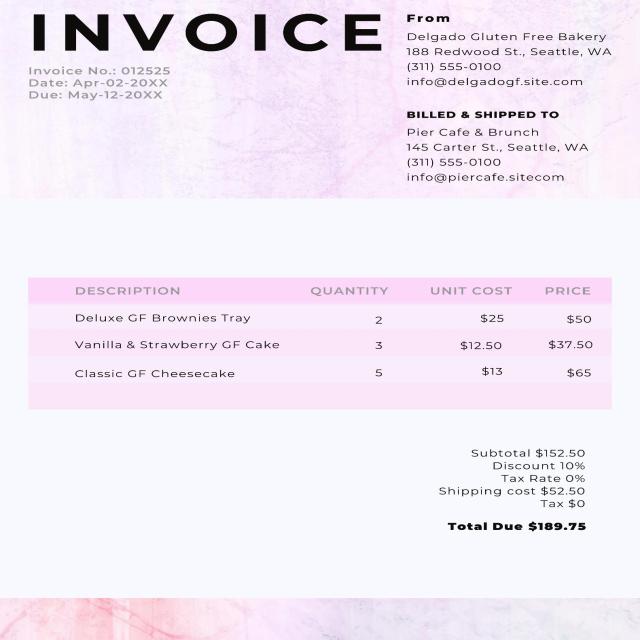 INVOICE
Invoice No.: 012525
Date: Apr-02-20XX
Due: May-12-20XX
From
Delgado Gluten Free Bakery
188 Redwood St., Seattle, WA
(311) 555-0100
info@delgadogf.site.com
BILLED & SHIPPED TO
Pier Cafe & Brunch
145 Carter St., Seattle, WA
(311) 555-0100
info@piercafe.sitecom
DESCRIPTION QUANTITY UNIT COST PRICE
Deluxe GF Brownies Tray 2 $25 $50
Vanilla & Strawberry GF Cake 3 $12.50 $37.50
Classic GF Cheesecake 5 $13 $65
Subtotal $152.50
Discount 10%
Tax Rate 0%
Shipping cost $52.50
Tax $0
Total Due $189.75